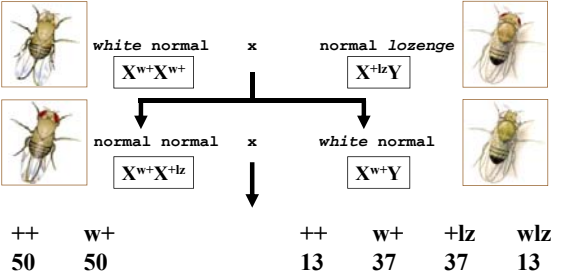 white normal x normal lozenge
Xw+Xw+ X+lzY
normal normal x white normal
Xw+X+lz Xw+Y
++ w+ ++ w+ +lz wlz
50 50 13 37 37 13